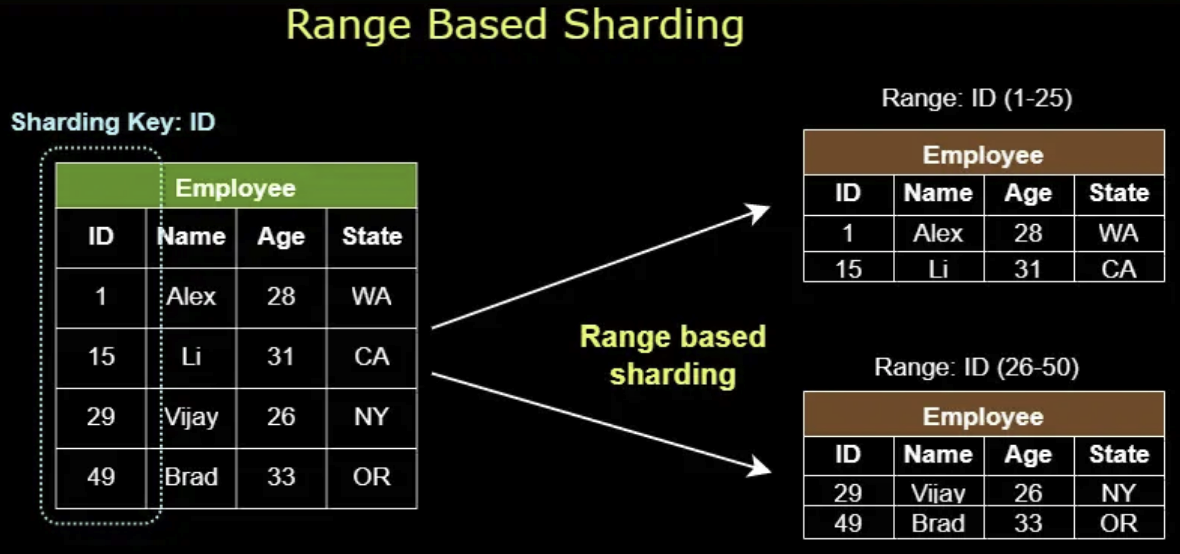 Range Based Sharding
Sharding Key: ID
Employee
ID Name Age State
1 Alex 28 WA
15 Li 31 CA
29 Vijay 26 NY
49 Brad 33 OR
Range based
sharding
Range: ID (1-25)
Employee
ID Name Age State
1 Alex 28 WA
15 Li 31 CA
Range: ID (26-50)
Employee
ID Name Age State
29 Vijay 26 NY
49 Brad 33 OR